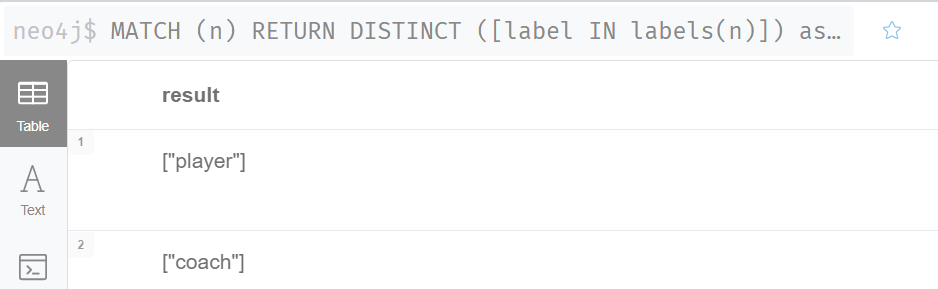 neo4j$ MATCH (n) RETURN DISTINCT ([label IN labels(n)]) as…
result
Table
1
["player"]
Text
2
["coach"]